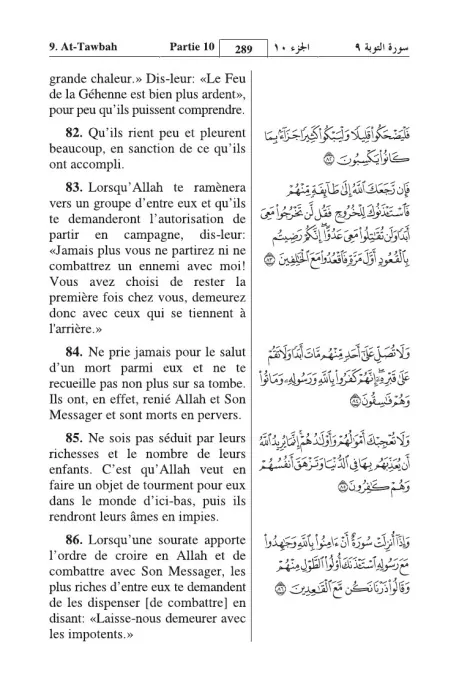 9. At-Tawbah Partie 10 289 الجزء ١٠ سورة التوبة ٩
grande chaleur.» Dis-leur: «Le Feu
de la Géhenne est bien plus ardent»,
pour peu qu’ils puissent comprendre.
82. Qu’ils rient peu et pleurent
beaucoup, en sanction de ce qu’ils
ont accompli.
83. Lorsqu’Allah te ramènera
vers un groupe d’entre eux et qu’ils
te demanderont l’autorisation de
partir en campagne, dis-leur:
«Jamais plus vous ne partirez ni ne
combattrez un ennemi avec moi!
Vous avez choisi de rester la
première fois chez vous, demeurez
donc avec ceux qui se tiennent à
l'arrière.»
84. Ne prie jamais pour le salut
d’un mort parmi eux et ne te
recueille pas non plus sur sa tombe.
Ils ont, en effet, renié Allah et Son
Messager et sont morts en pervers.
85. Ne sois pas séduit par leurs
richesses et le nombre de leurs
enfants. C’est qu’Allah veut en
faire un objet de tourment pour eux
dans le monde d’ici-bas, puis ils
rendront leurs âmes en impies.
86. Lorsqu’une sourate apporte
l’ordre de croire en Allah et de
combattre avec Son Messager, les
plus riches d’entre eux te demandent
de les dispenser [de combattre] en
disant: «Laisse-nous demeurer avec
les impotents.»
فَلْيَضْحَكُوا۟ قَلِيلًا وَلْيَبْكُوا۟ كَثِيرًا جَزَآءًۢ بِمَا
كَانُوا۟ يَكْسِبُونَ ٨٢
فَإِن رَّجَعَكَ ٱللَّهُ إِلَىٰ طَآئِفَةٍ مِّنْهُمْ
فَٱسْتَـْٔذَنُوكَ لِلْخُرُوجِ فَقُل لَّن تَخْرُجُوا۟ مَعِىَ
أَبَدًا وَلَن تُقَـٰتِلُوا۟ مَعِىَ عَدُوًّا ۖ إِنَّكُمْ رَضِيتُم
بِٱلْقُعُودِ أَوَّلَ مَرَّةٍ فَٱقْعُدُوا۟ مَعَ ٱلْخَـٰلِفِينَ ٨٣
وَلَا تُصَلِّ عَلَىٰٓ أَحَدٍ مِّنْهُم مَّاتَ أَبَدًا وَلَا تَقُمْ
عَلَىٰ قَبْرِهِۦٓ ۖ إِنَّهُمْ كَفَرُوا۟ بِٱللَّهِ وَرَسُولِهِۦ وَمَاتُوا۟
وَهُمْ فَـٰسِقُونَ ٨٤
وَلَا تُعْجِبْكَ أَمْوَٰلُهُمْ وَأَوْلَـٰدُهُمْ ۚ إِنَّمَا يُرِيدُ ٱللَّهُ
أَن يُعَذِّبَهُم بِهَا فِى ٱلدُّنْيَا وَتَزْهَقَ أَنفُسُهُمْ
وَهُمْ كَـٰفِرُونَ ٨٥
وَإِذَآ أُنزِلَتْ سُورَةٌ أَنْ ءَامِنُوا۟ بِٱللَّهِ وَجَـٰهِدُوا۟
مَعَ رَسُولِهِ ٱسْتَـْٔذَنَكَ أُو۟لُوا۟ ٱلطَّوْلِ مِنْهُمْ
وَقَالُوا۟ ذَرْنَا نَكُن مَّعَ ٱلْقَـٰعِدِينَ ٨٦